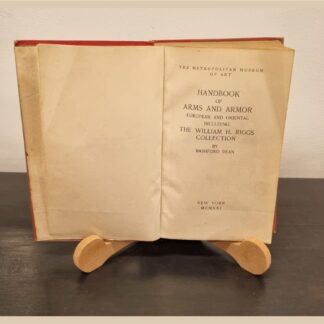 THE METROPOLITAN MUSEUM
OF ART
HANDBOOK
OF
ARMS AND ARMOR
EUROPEAN AND ORIENTAL
INCLUDING
THE WILLIAM H. RIGGS
COLLECTION
BY
BASHFORD DEAN
NEW YORK